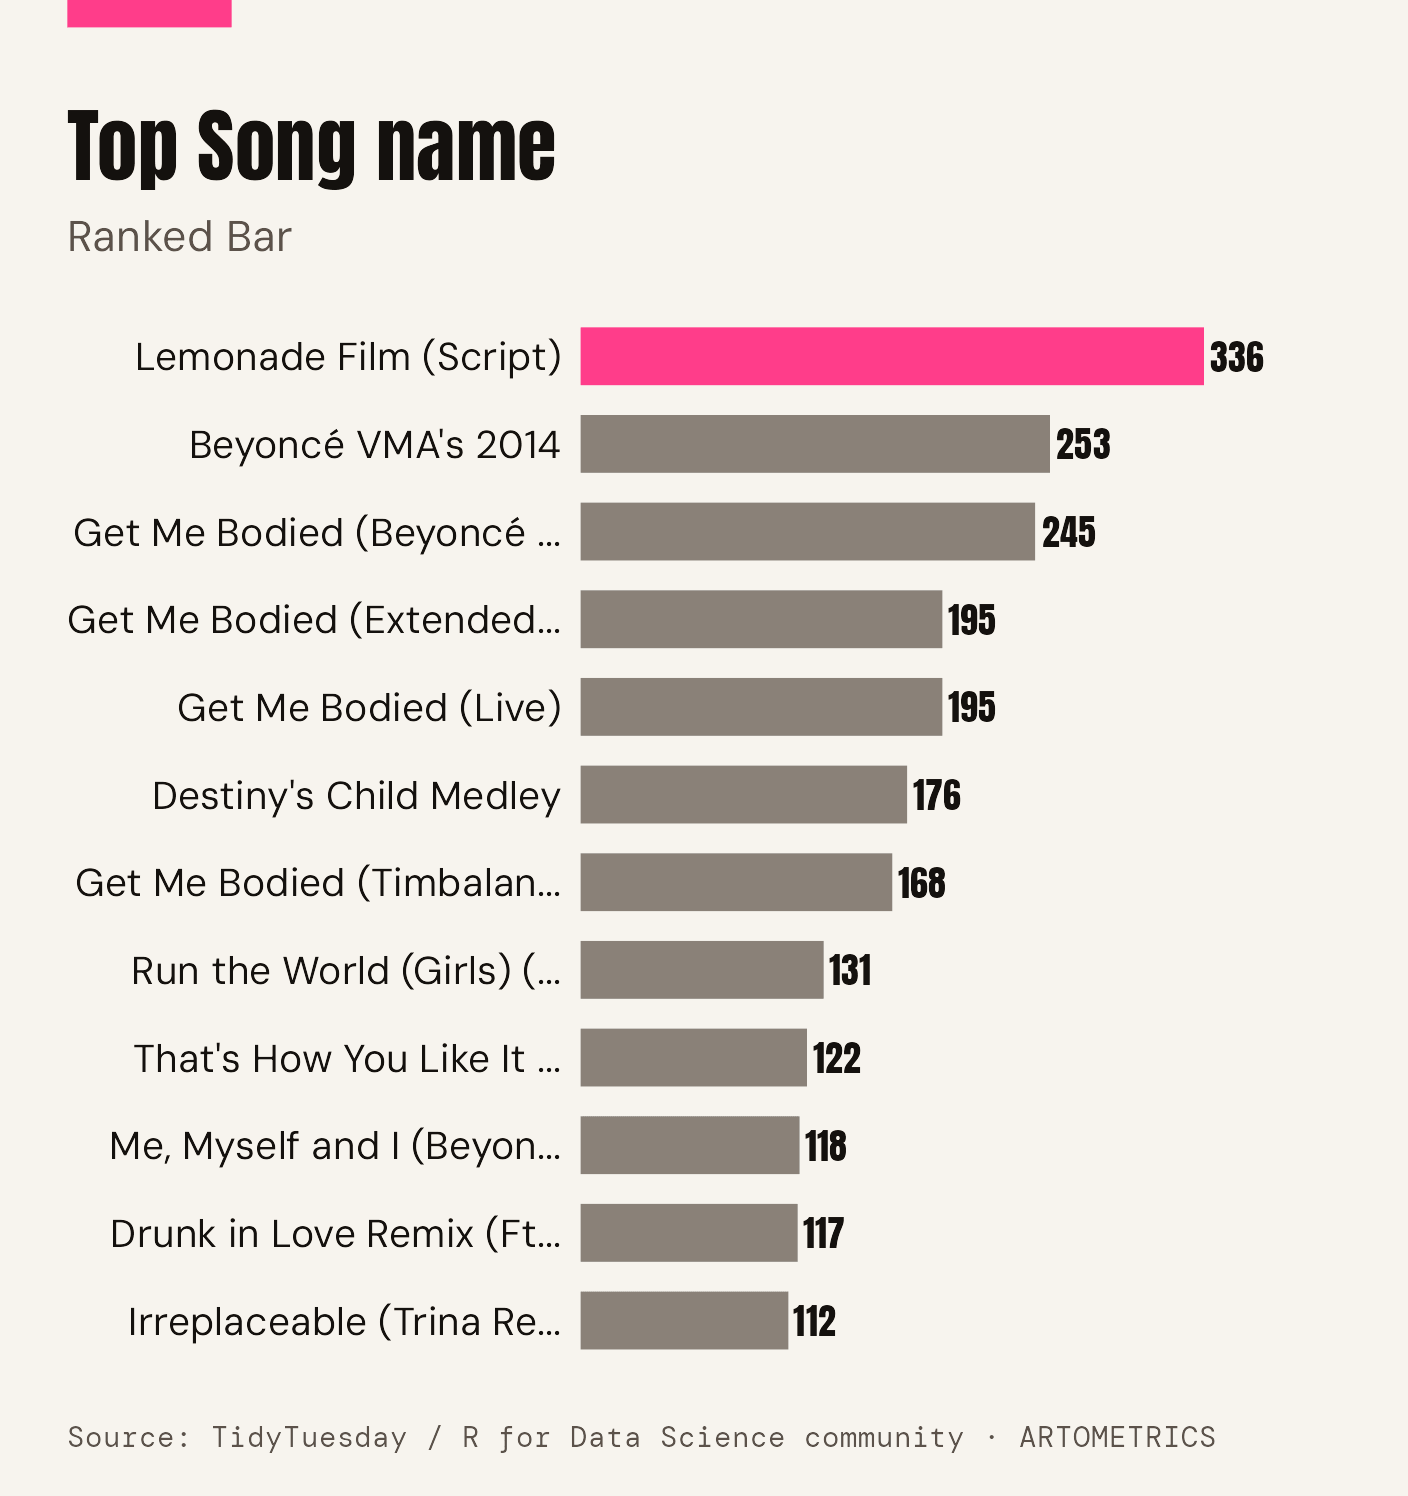 Top Song name
Ranked Bar
Lemonade Film (Script) 336
Beyoncé VMA's 2014 253
Get Me Bodied (Beyoncé ... 245
Get Me Bodied (Extended... 195
Get Me Bodied (Live) 195
Destiny's Child Medley 176
Get Me Bodied (Timbalan... 168
Run the World (Girls) (... 131
That's How You Like It ... 122
Me, Myself and I (Beyon... 118
Drunk in Love Remix (Ft... 117
Irreplaceable (Trina Re... 112
Source: TidyTuesday / R for Data Science community · ARTOMETRICS